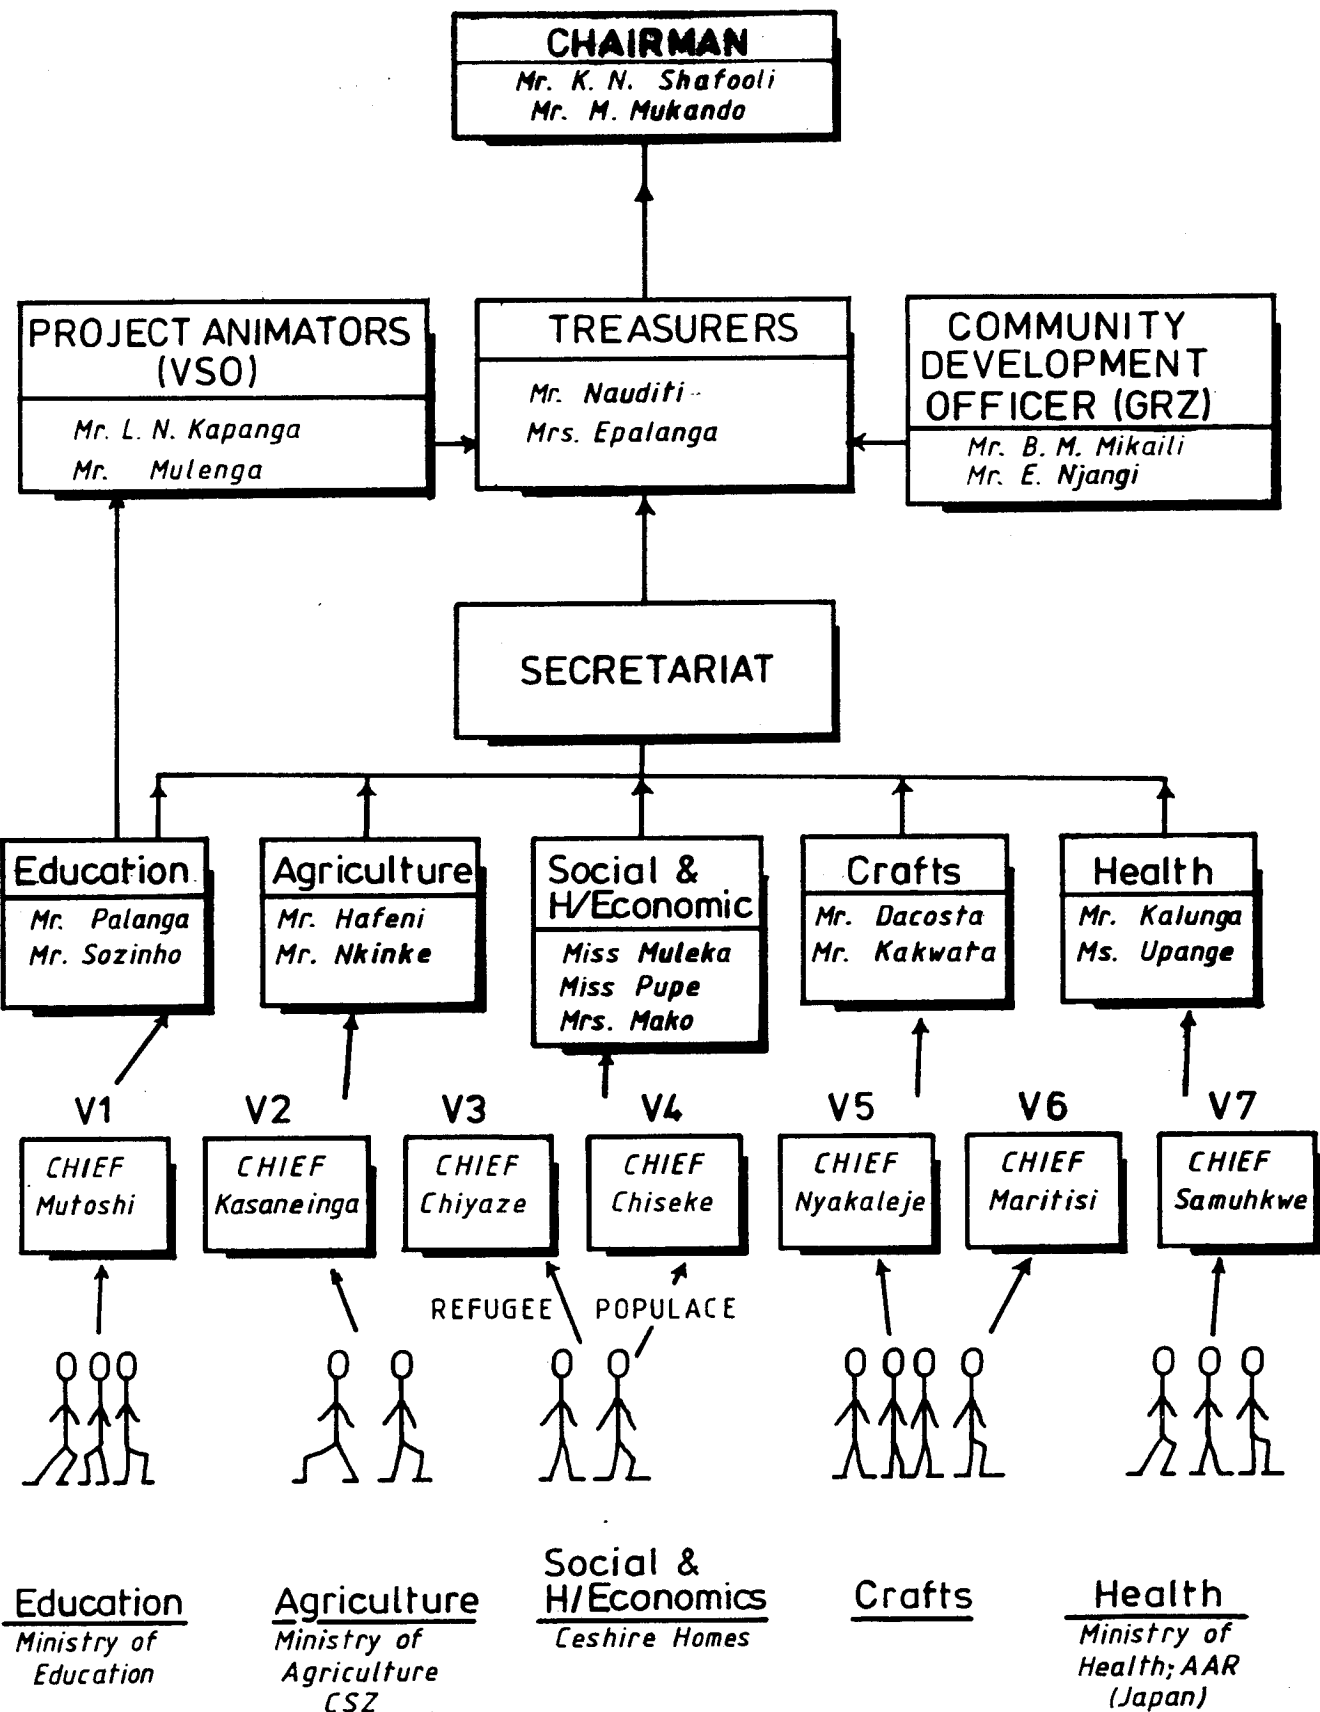 CHAIRMAN
Mr. K. N. Shafooli
Mr. M. Mukando
PROJECT ANIMATORS
(VSO)
Mr. L. N. Kapanga
Mr. Mulenga
TREASURERS
Mr. Nauditi
Mrs. Epalanga
COMMUNITY
DEVELOPMENT
OFFICER (GRZ)
Mr. B. M. Mikaili
Mr. E. Njangi
SECRETARIAT
Education
Mr. Palanga
Mr. Sozinho
Agriculture
Mr. Hafeni
Mr. Nkinke
Social &
H/Economic
Miss Muleka
Miss Pupe
Mrs. Mako
Crafts
Mr. Dacosta
Mr. Kakwata
Health
Mr. Kalunga
Ms. Upange
V1
CHIEF
Mutoshi
V2
CHIEF
Kasaneinga
V3
CHIEF
Chiyaze
V4
CHIEF
Chiseke
V5
CHIEF
Nyakaleje
V6
CHIEF
Maritisi
V7
CHIEF
Samuhkwe
REFUGEE POPULACE
Education
Ministry of
Education
Agriculture
Ministry of
Agriculture
CSZ
Social &
H/Economics
Ceshire Homes
Crafts
Health
Ministry of
Health; AAR
(Japan)